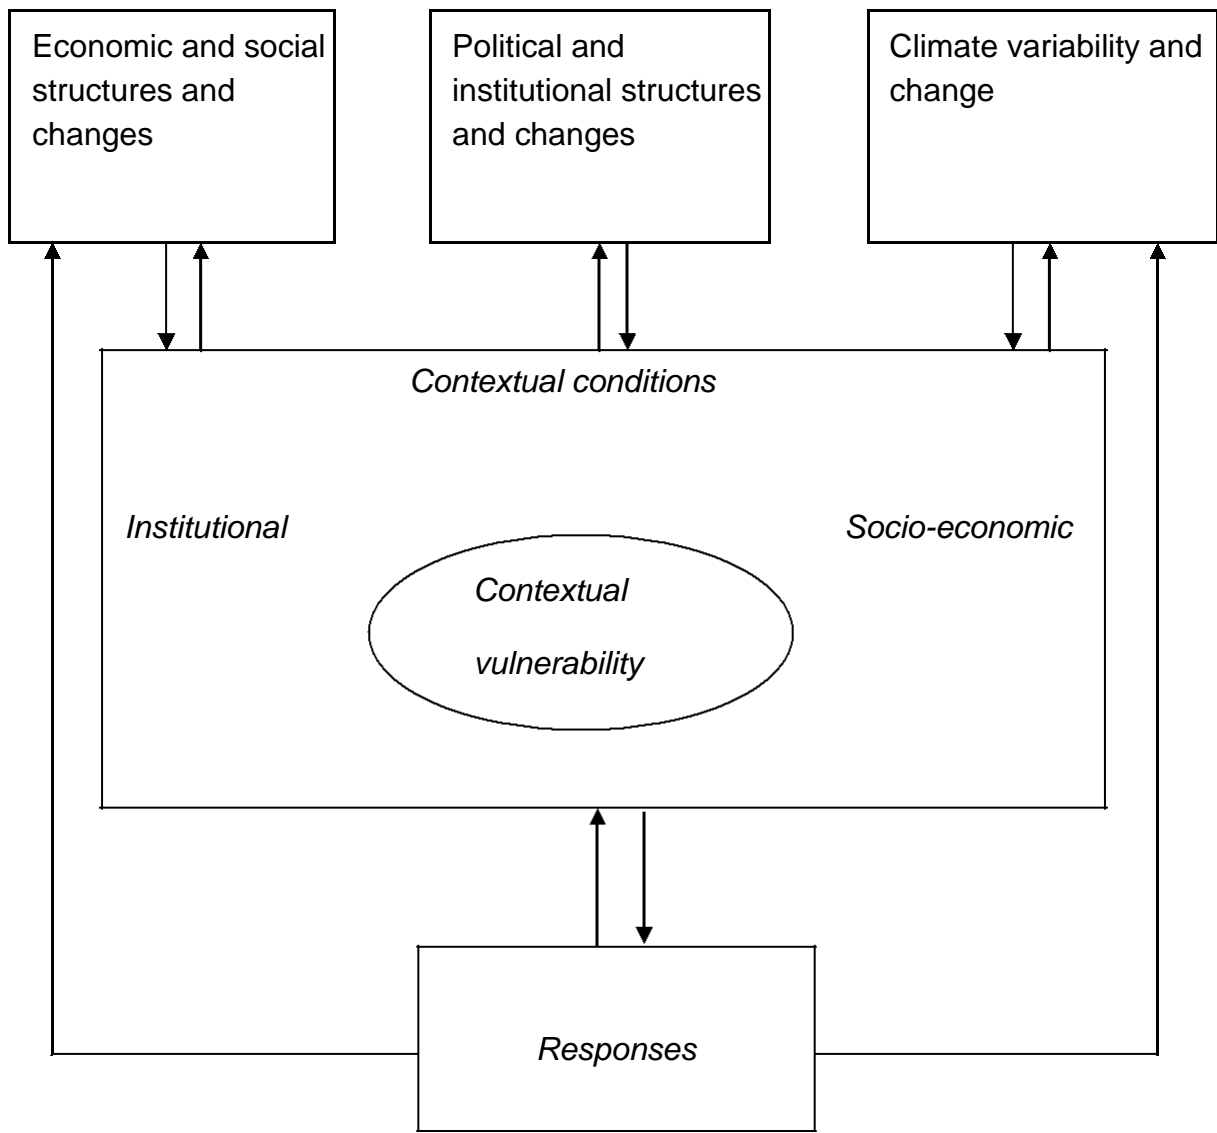 Economic and social
structures and
changes
Political and
institutional structures
and changes
Climate variability and
change
Contextual conditions
Institutional
Socio-economic
Contextual
vulnerability
Responses